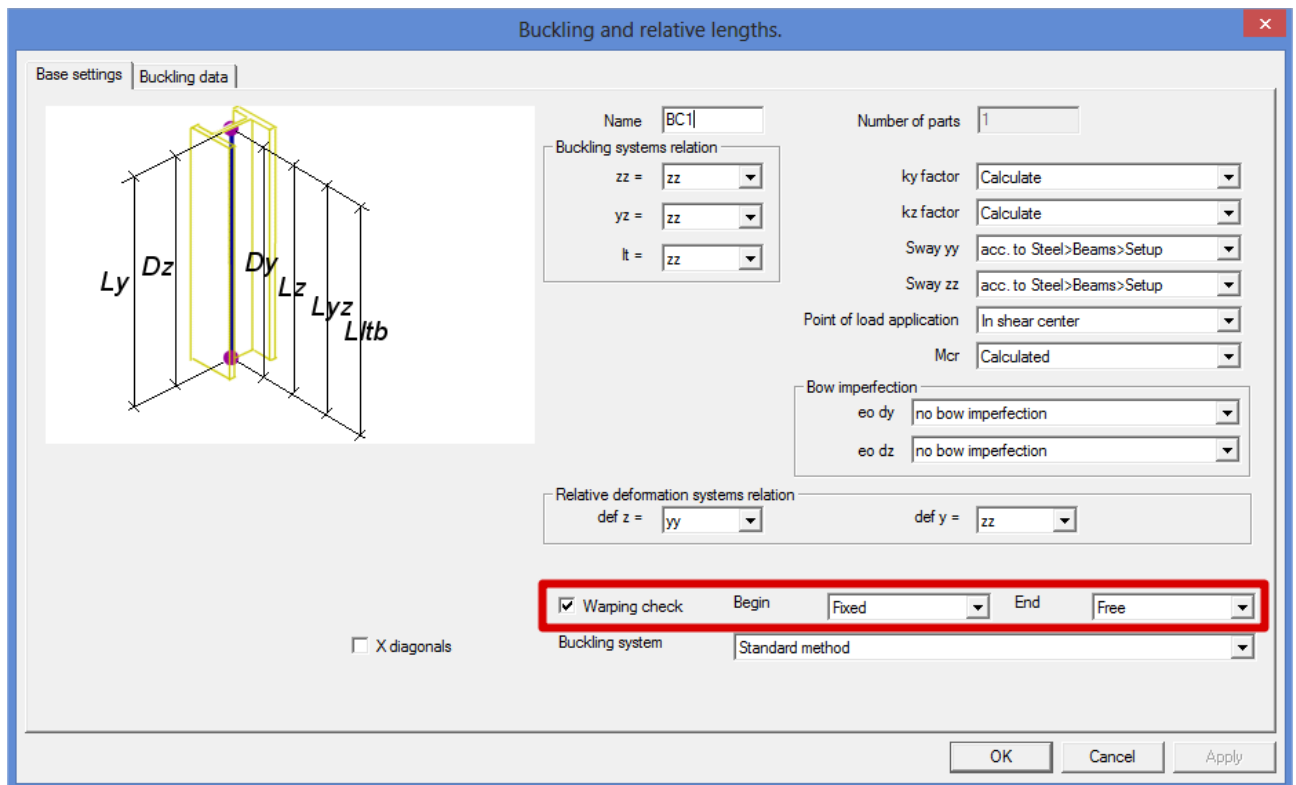 Buckling and relative lengths.
Base settings
Buckling data
Ly
Dz
Dy
Lz
Lyz
Lltb
Name BC1
Number of parts 1
Buckling systems relation
zz = zz
yz = zz
lt = zz
ky factor Calculate
kz factor Calculate
Sway yy acc. to Steel>Beams>Setup
Sway zz acc. to Steel>Beams>Setup
Point of load application In shear center
Mcr Calculated
Bow imperfection
eo dy no bow imperfection
eo dz no bow imperfection
Relative deformation systems relation
def z = yy
def y = zz
Warping check Begin Fixed End Free
X diagonals
Buckling system Standard method
OK
Cancel
Apply